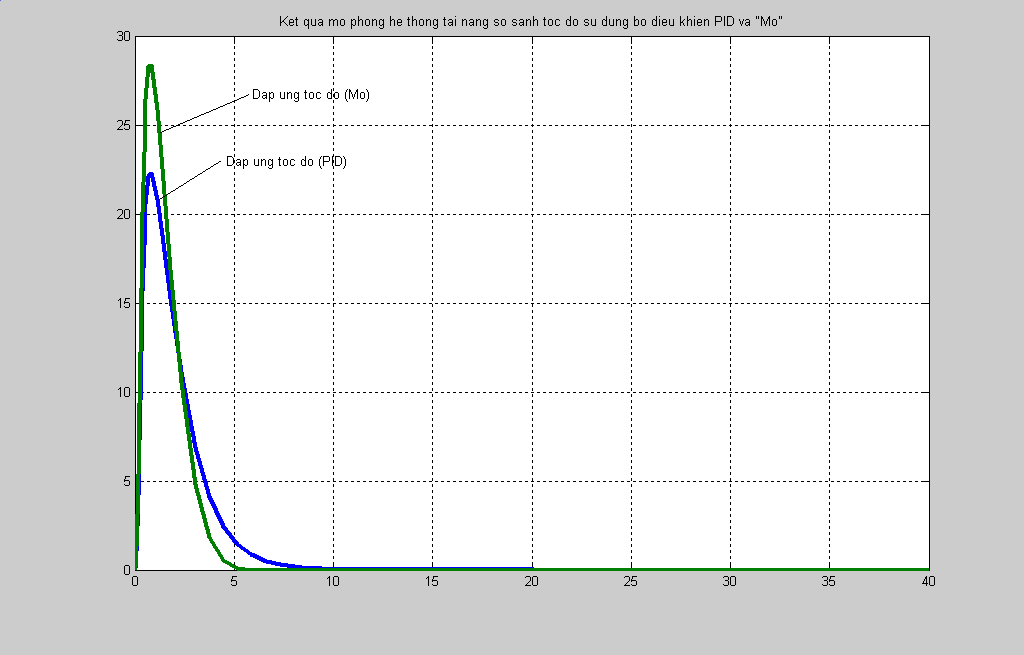 Ket qua mo phong he thong tai nang so sanh toc do su dung bo dieu khien PID va "Mo"
30
Dap ung toc do (Mo)
25
Dap ung toc do (PID)
20
15
10
5
0
0 5 10 15 20 25 30 35 40